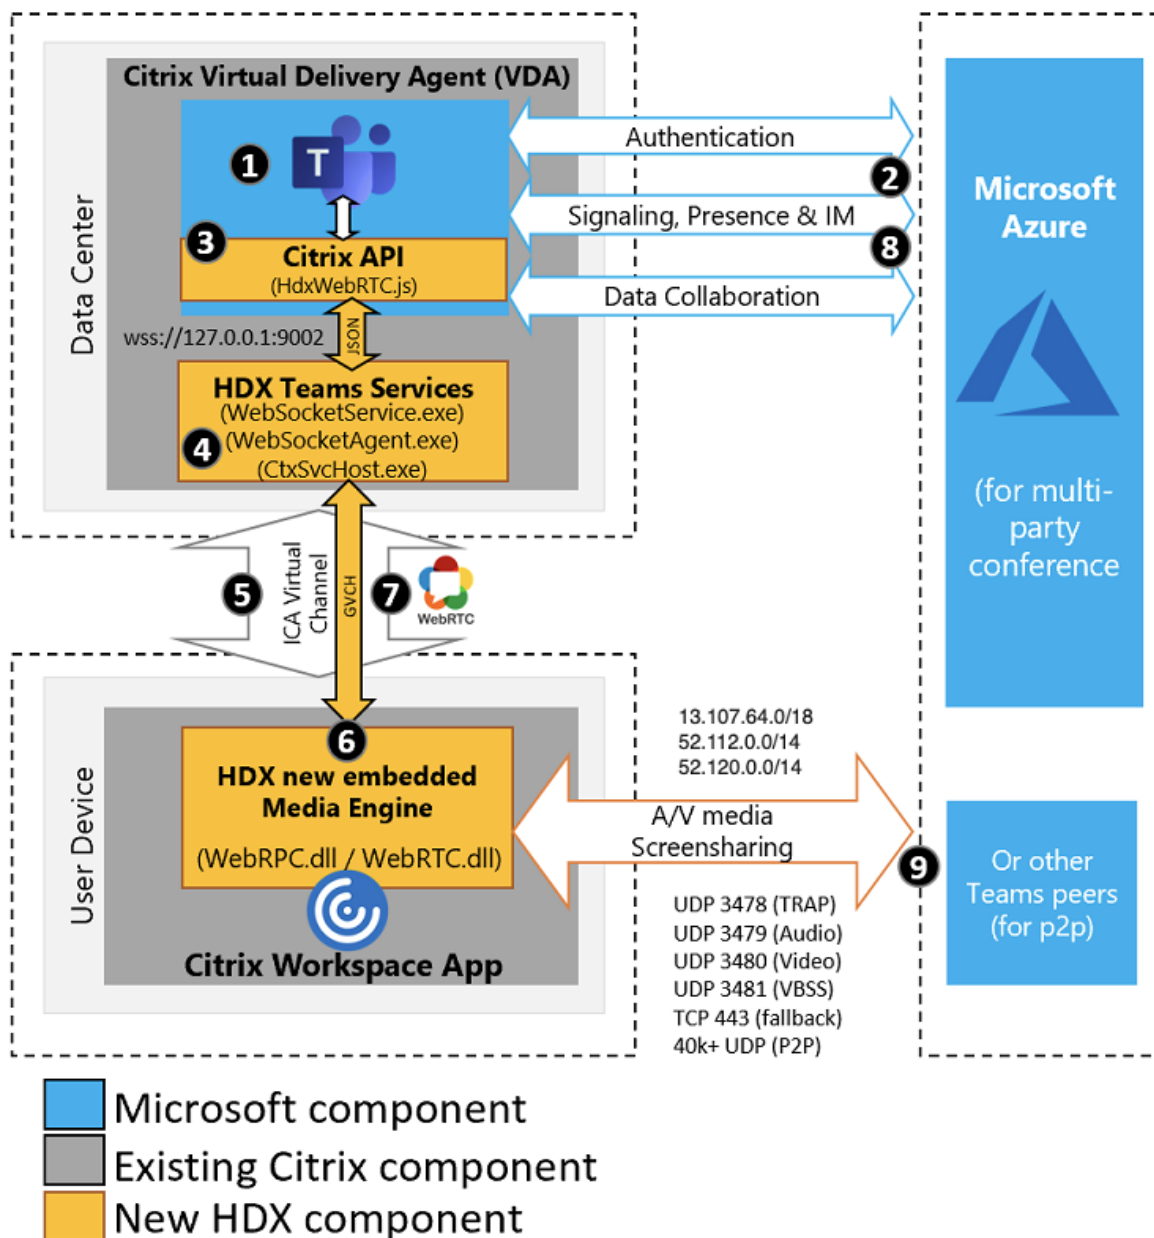 Citrix Virtual Delivery Agent (VDA)
Data Center
1
T
3
Citrix API
(HdxWebRTC.js)
wss://127.0.0.1:9002
JSON
HDX Teams Services
(WebSocketService.exe)
(WebSocketAgent.exe)
4
(CtxSvcHost.exe)
Authentication
2
Signaling, Presence & IM
8
Data Collaboration
Microsoft
Azure
(for multi-
party
conference
5
ICA Virtual
Channel
GVCH
7
WebRTC
User Device
6
HDX new embedded
Media Engine
(WebRPC.dll / WebRTC.dll)
Citrix Workspace App
13.107.64.0/18
52.112.0.0/14
52.120.0.0/14
A/V media
Screensharing
9
UDP 3478 (TRAP)
UDP 3479 (Audio)
UDP 3480 (Video)
UDP 3481 (VBSS)
TCP 443 (fallback)
40k+ UDP (P2P)
Or other
Teams peers
(for p2p)
Microsoft component
Existing Citrix component
New HDX component